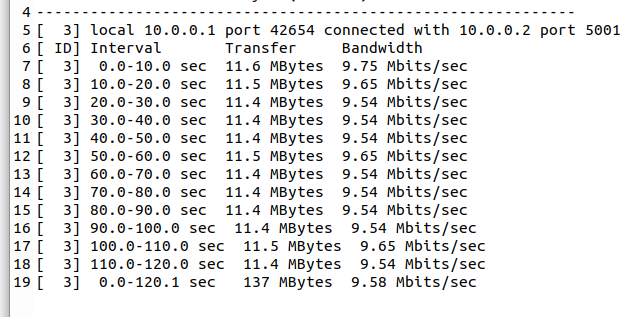 4 ------------------------------------------------------------
5 [  3] local 10.0.0.1 port 42654 connected with 10.0.0.2 port 5001
6 [ ID] Interval       Transfer     Bandwidth
7 [  3]  0.0-10.0 sec  11.6 MBytes  9.75 Mbits/sec
8 [  3] 10.0-20.0 sec  11.5 MBytes  9.65 Mbits/sec
9 [  3] 20.0-30.0 sec  11.4 MBytes  9.54 Mbits/sec
10 [  3] 30.0-40.0 sec  11.4 MBytes  9.54 Mbits/sec
11 [  3] 40.0-50.0 sec  11.4 MBytes  9.54 Mbits/sec
12 [  3] 50.0-60.0 sec  11.5 MBytes  9.65 Mbits/sec
13 [  3] 60.0-70.0 sec  11.4 MBytes  9.54 Mbits/sec
14 [  3] 70.0-80.0 sec  11.4 MBytes  9.54 Mbits/sec
15 [  3] 80.0-90.0 sec  11.4 MBytes  9.54 Mbits/sec
16 [  3] 90.0-100.0 sec  11.4 MBytes  9.54 Mbits/sec
17 [  3] 100.0-110.0 sec  11.5 MBytes  9.65 Mbits/sec
18 [  3] 110.0-120.0 sec  11.4 MBytes  9.54 Mbits/sec
19 [  3]  0.0-120.1 sec   137 MBytes  9.58 Mbits/sec